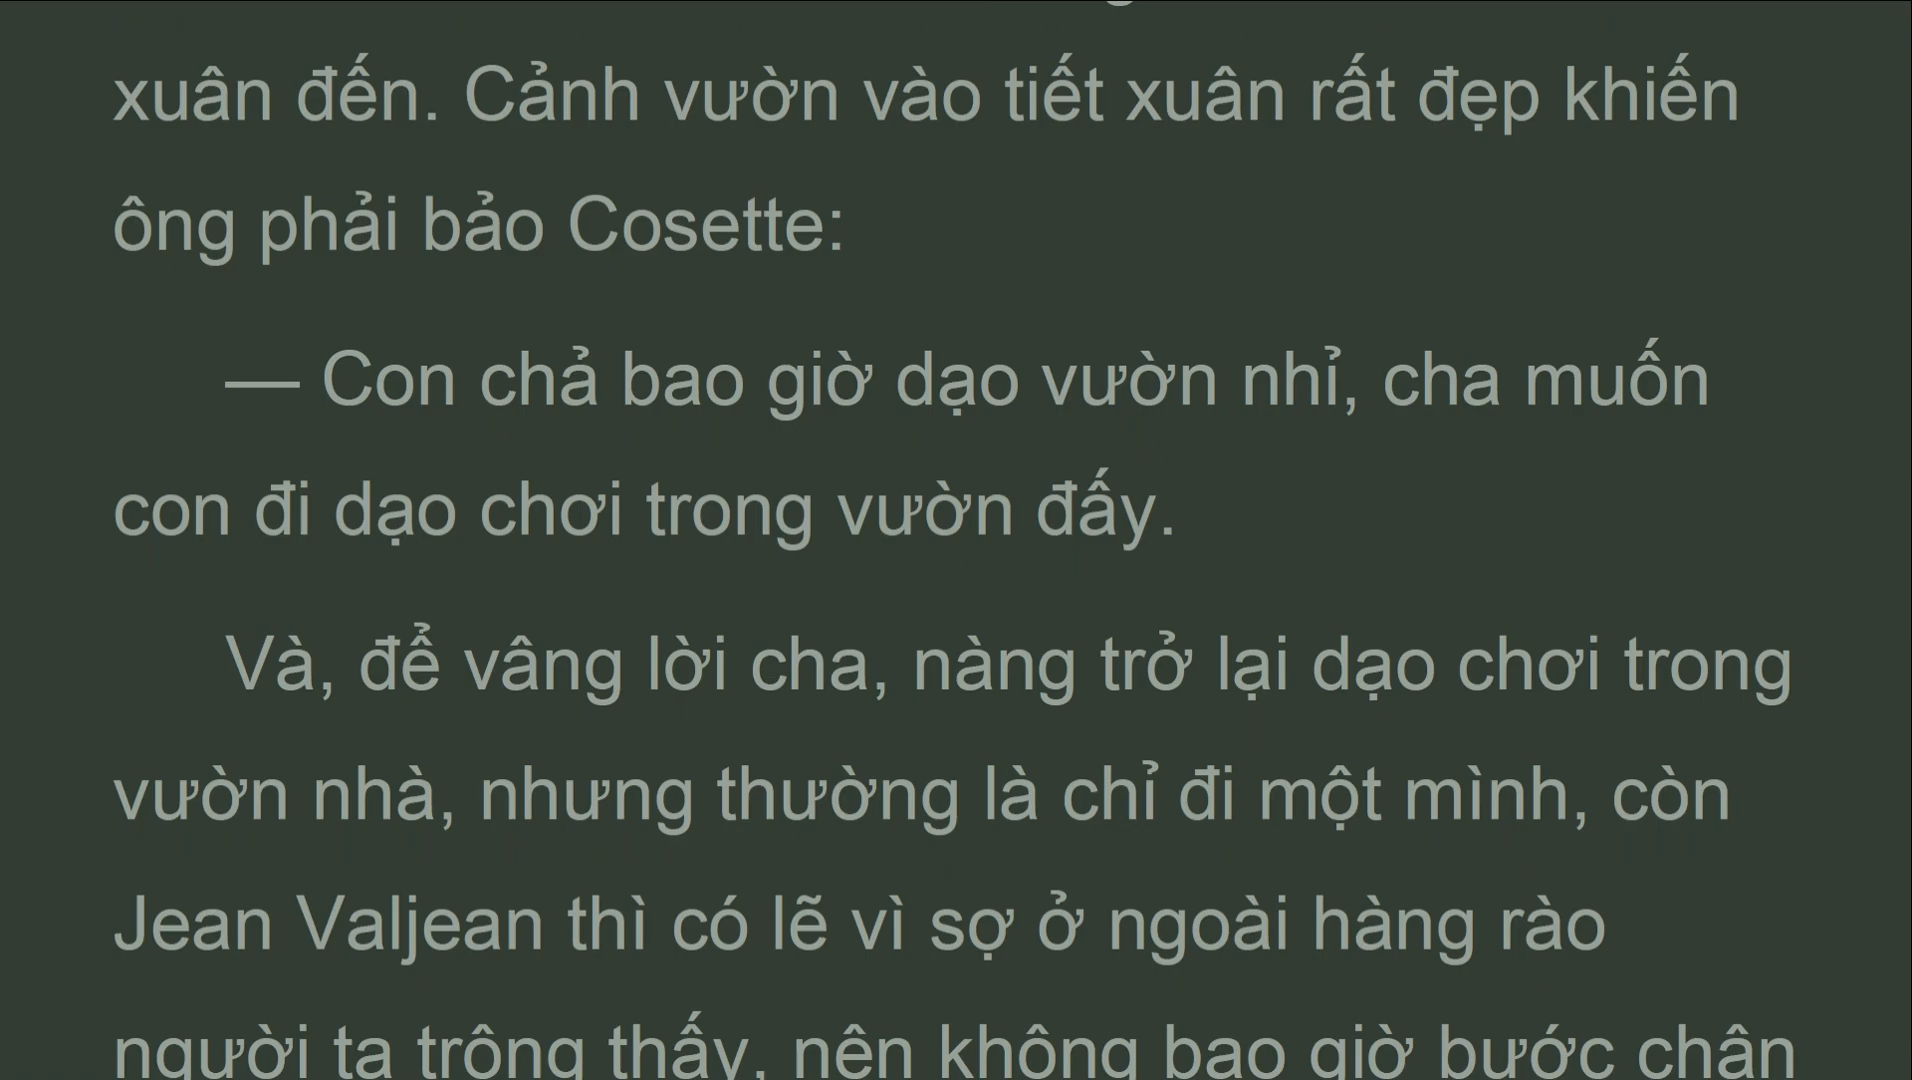 xuân đến. Cảnh vườn vào tiết xuân rất đẹp khiến
ông phải bảo Cosette:
— Con chả bao giờ dạo vườn nhỉ, cha muốn
con đi dạo chơi trong vườn đấy.
Và, để vâng lời cha, nàng trở lại dạo chơi trong
vườn nhà, nhưng thường là chỉ đi một mình, còn
Jean Valjean thì có lẽ vì sợ ở ngoài hàng rào
người ta trông thấy, nên không bao giờ bước chân